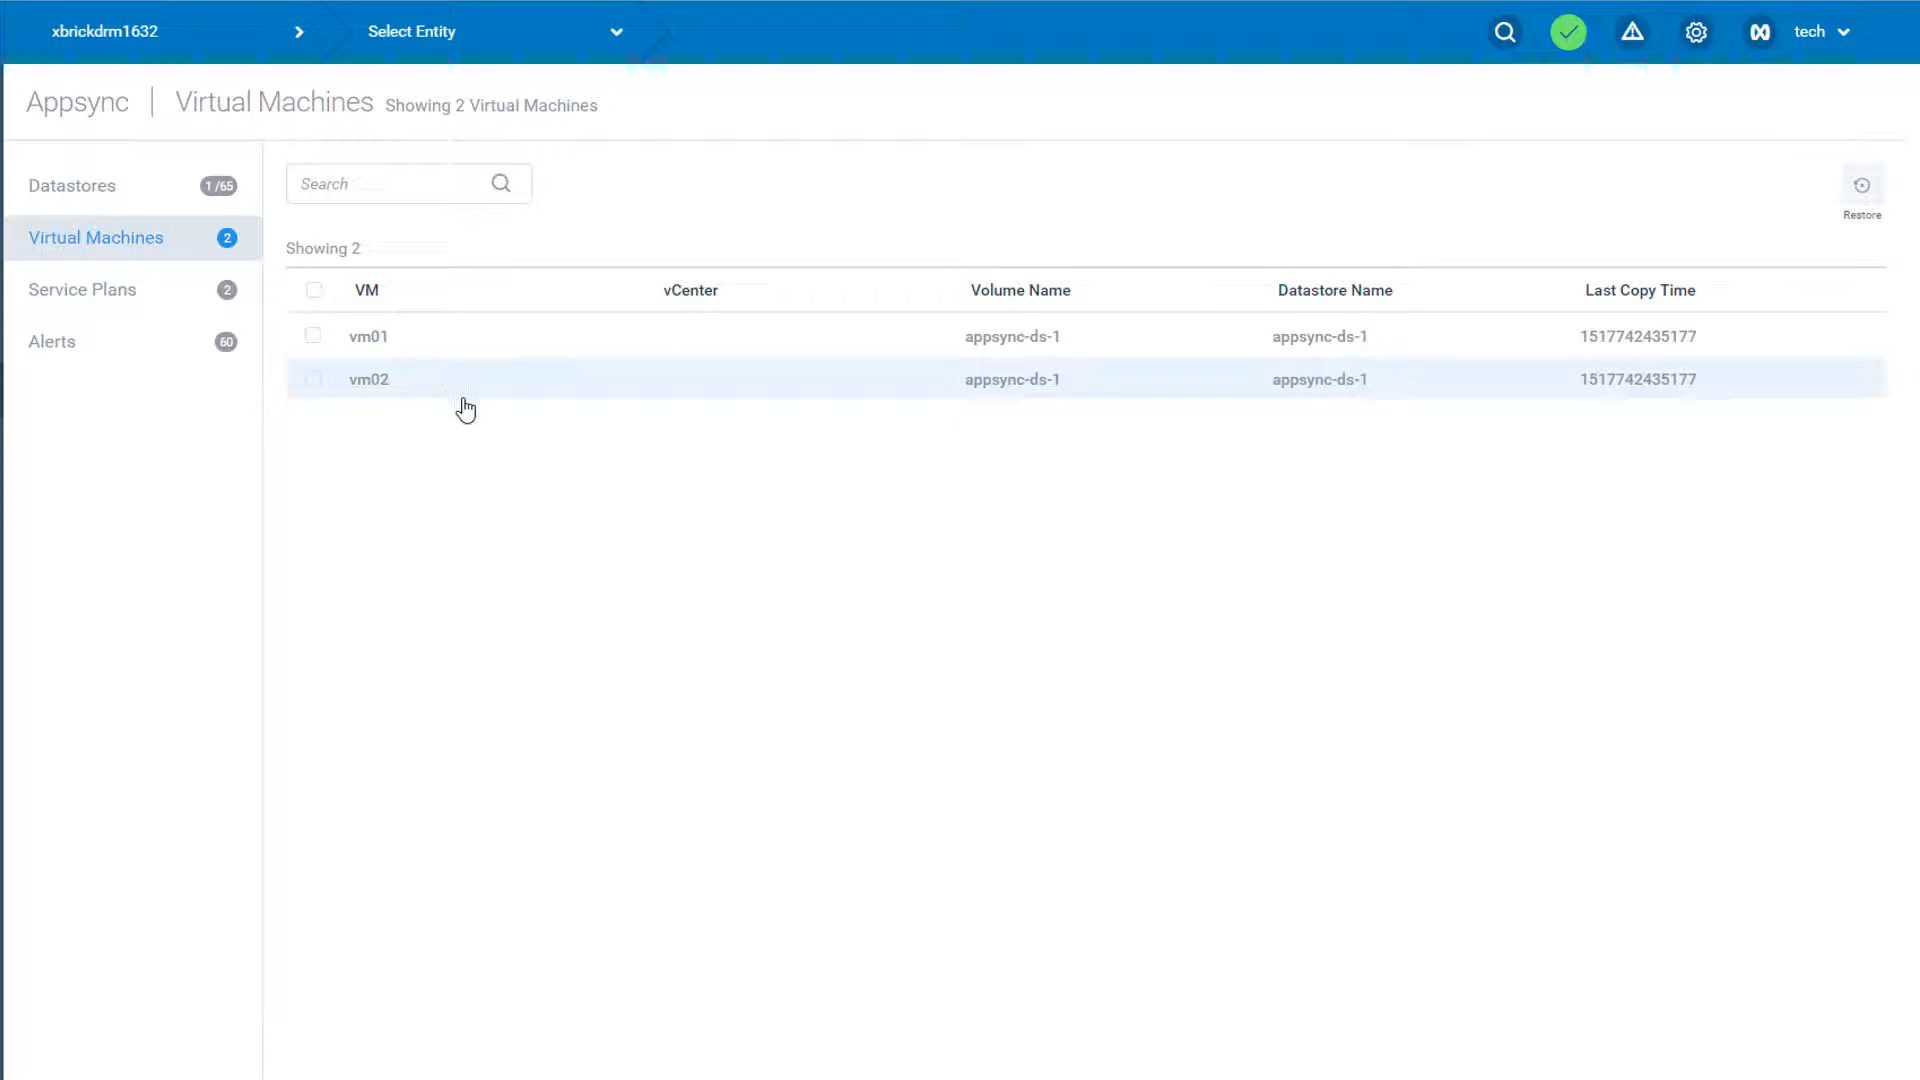 xbrickdrm1632
Select Entity
tech
Appsync | Virtual Machines Showing 2 Virtual Machines
Datastores 1 /65
Virtual Machines 2
Service Plans 2
Alerts 60
Search
Restore
Showing 2
VM vCenter Volume Name Datastore Name Last Copy Time
vm01 appsync-ds-1 appsync-ds-1 1517742435177
vm02 appsync-ds-1 appsync-ds-1 1517742435177